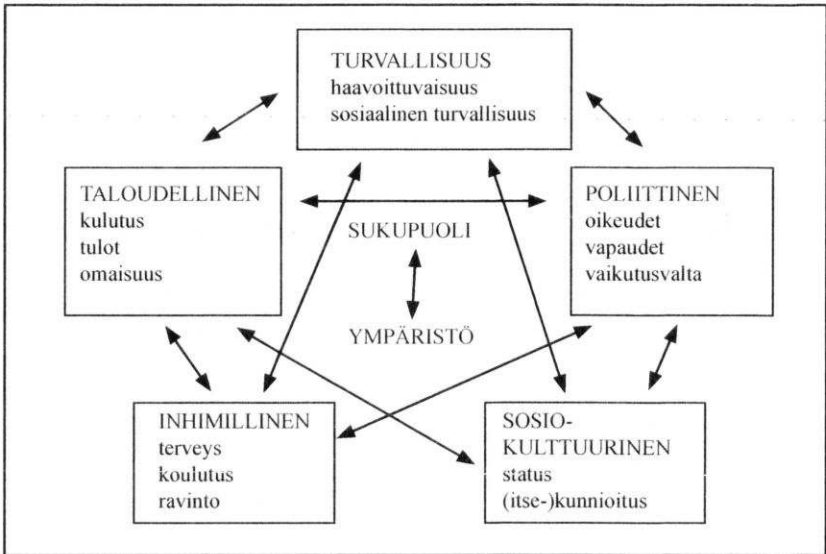 TURVALLISUUS
haavoittuvaisuus
sosiaalinen turvallisuus
TALOUDELLINEN
kulutus
tulot
omaisuus
POLIITTINEN
oikeudet
vapaudet
vaikutusvalta
SUKUPUOLI
YMPÄRISTÖ
INHIMILLINEN
terveys
koulutus
ravinto
SOSIO-
KULTTUURINEN
status
(itse-)kunnioitus